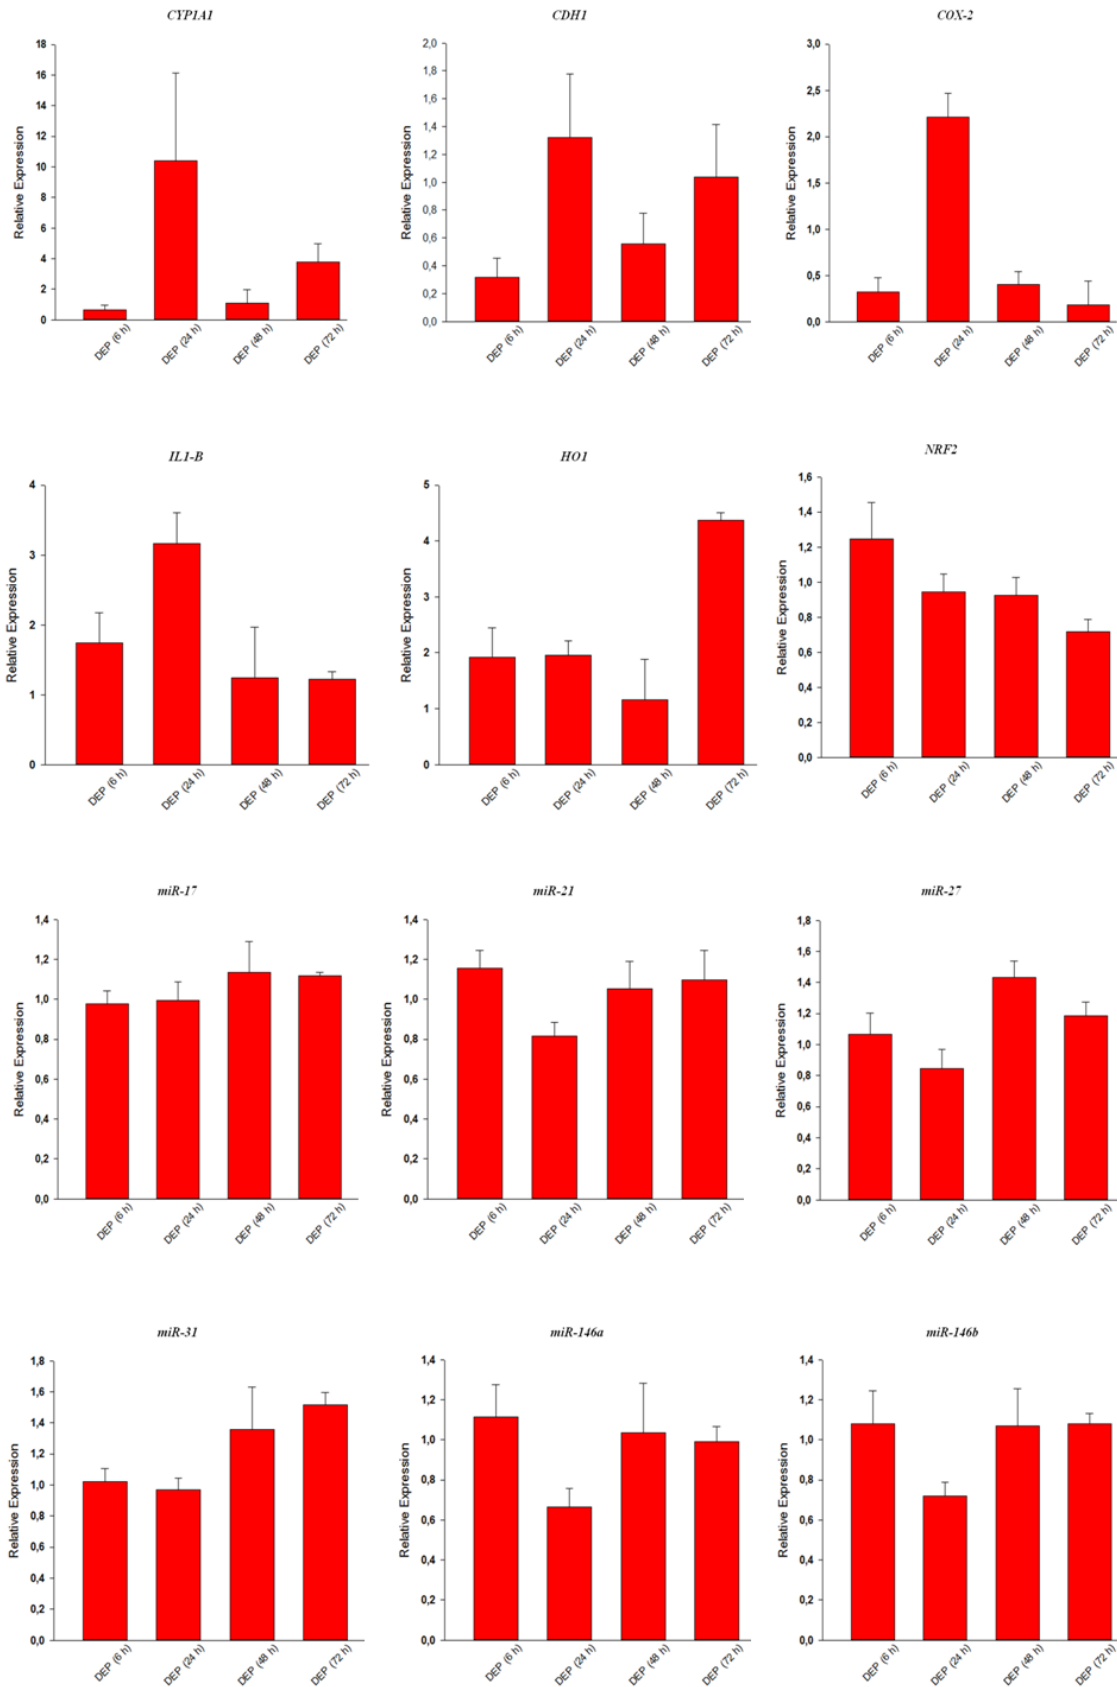 CYP1A1
CDH1
COX-2
Relative Expression
18
16
14
12
10
8
6
4
2
0
DEP (6 h)
DEP (24 h)
DEP (48 h)
DEP (72 h)
Relative Expression
2,0
1,8
1,6
1,4
1,2
1,0
0,8
0,6
0,4
0,2
0,0
DEP (6 h)
DEP (24 h)
DEP (48 h)
DEP (72 h)
Relative Expression
3,0
2,5
2,0
1,5
1,0
0,5
0,0
DEP (6 h)
DEP (24 h)
DEP (48 h)
DEP (72 h)
IL1-B
HO1
NRF2
Relative Expression
4
3
2
1
0
DEP (6 h)
DEP (24 h)
DEP (48 h)
DEP (72 h)
Relative Expression
5
4
3
2
1
0
DEP (6 h)
DEP (24 h)
DEP (48 h)
DEP (72 h)
Relative Expression
1,6
1,4
1,2
1,0
0,8
0,6
0,4
0,2
0,0
DEP (6 h)
DEP (24 h)
DEP (48 h)
DEP (72 h)
miR-17
miR-21
miR-27
Relative Expression
1,4
1,2
1,0
0,8
0,6
0,4
0,2
0,0
DEP (6 h)
DEP (24 h)
DEP (48 h)
DEP (72 h)
Relative Expression
1,4
1,2
1,0
0,8
0,6
0,4
0,2
0,0
DEP (6 h)
DEP (24 h)
DEP (48 h)
DEP (72 h)
Relative Expression
1,8
1,6
1,4
1,2
1,0
0,8
0,6
0,4
0,2
0,0
DEP (6 h)
DEP (24 h)
DEP (48 h)
DEP (72 h)
miR-31
miR-146a
miR-146b
Relative Expression
1,8
1,6
1,4
1,2
1,0
0,8
0,6
0,4
0,2
0,0
DEP (6 h)
DEP (24 h)
DEP (48 h)
DEP (72 h)
Relative Expression
1,4
1,2
1,0
0,8
0,6
0,4
0,2
0,0
DEP (6 h)
DEP (24 h)
DEP (48 h)
DEP (72 h)
Relative Expression
1,4
1,2
1,0
0,8
0,6
0,4
0,2
0,0
DEP (6 h)
DEP (24 h)
DEP (48 h)
DEP (72 h)